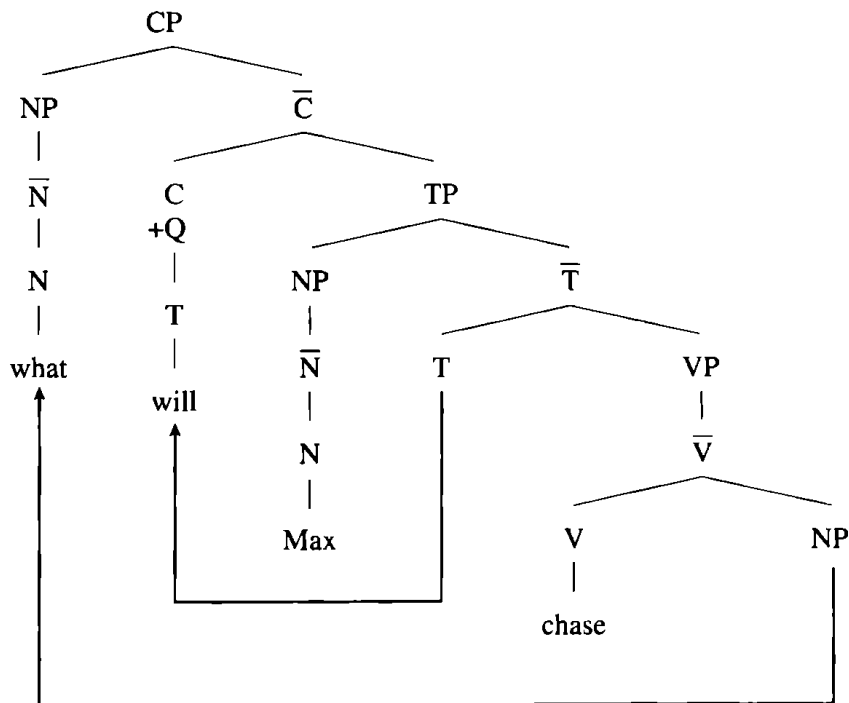 CP
NP C̅
N̅ C TP
+Q
N NP T̅
T
what N̅ T VP
will
N V̅
Max V NP
chase